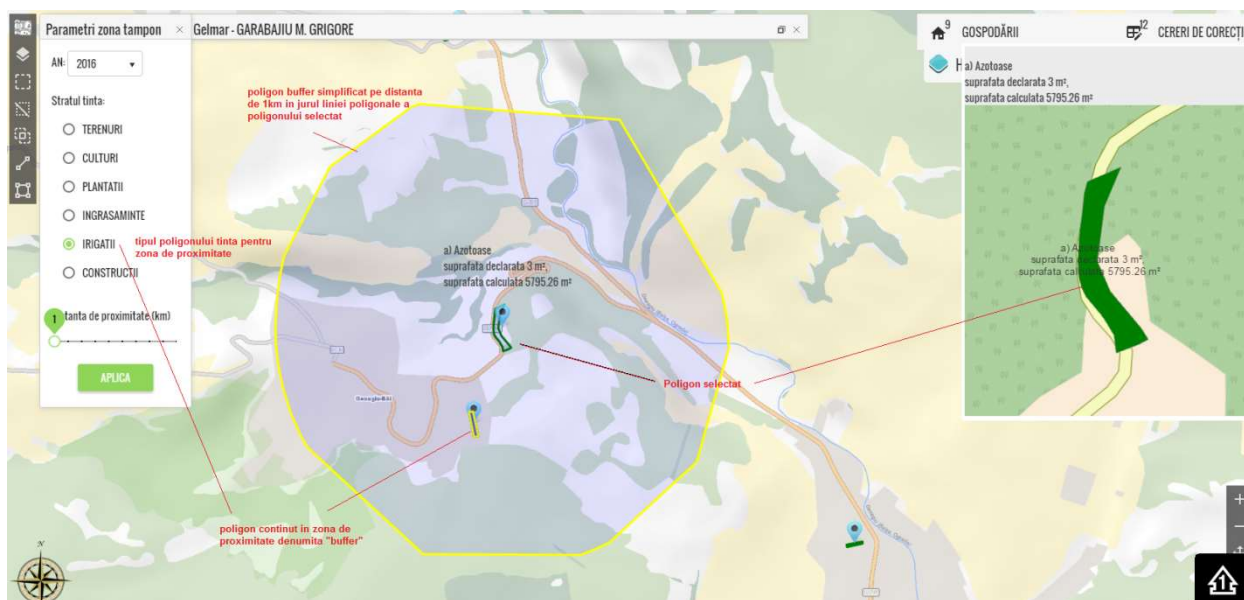 Parametri zona tampon
×
Gelmar - GARABAJIU M. GRIGORE
×
9
GOSPODĂRII
12
CERERI DE CORECȚI
AN:
2016
Stratul tinta:
TERENURI
CULTURI
PLANTATII
INGRASAMINTE
IRIGATII
CONSTRUCTII
1
tanta de proximitate (km)
APLICA
poligon buffer simplificat pe distanta
de 1km in jurul liniei poligonale a
poligonului selectat
tipul poligonului tinta pentru
zona de proximitate
a) Azotoase
suprafata declarata 3 m²,
suprafata calculata 5795.26 m²
Poligon selectat
poligon continut in zona de
proximitate denumita "buffer"
H
a) Azotoase
suprafata declarata 3 m²,
suprafata calculata 5795.26 m²
a) Azotoase
suprafata declarata 3 m²,
suprafata calculata 5795.26 m²
N
+
−
1